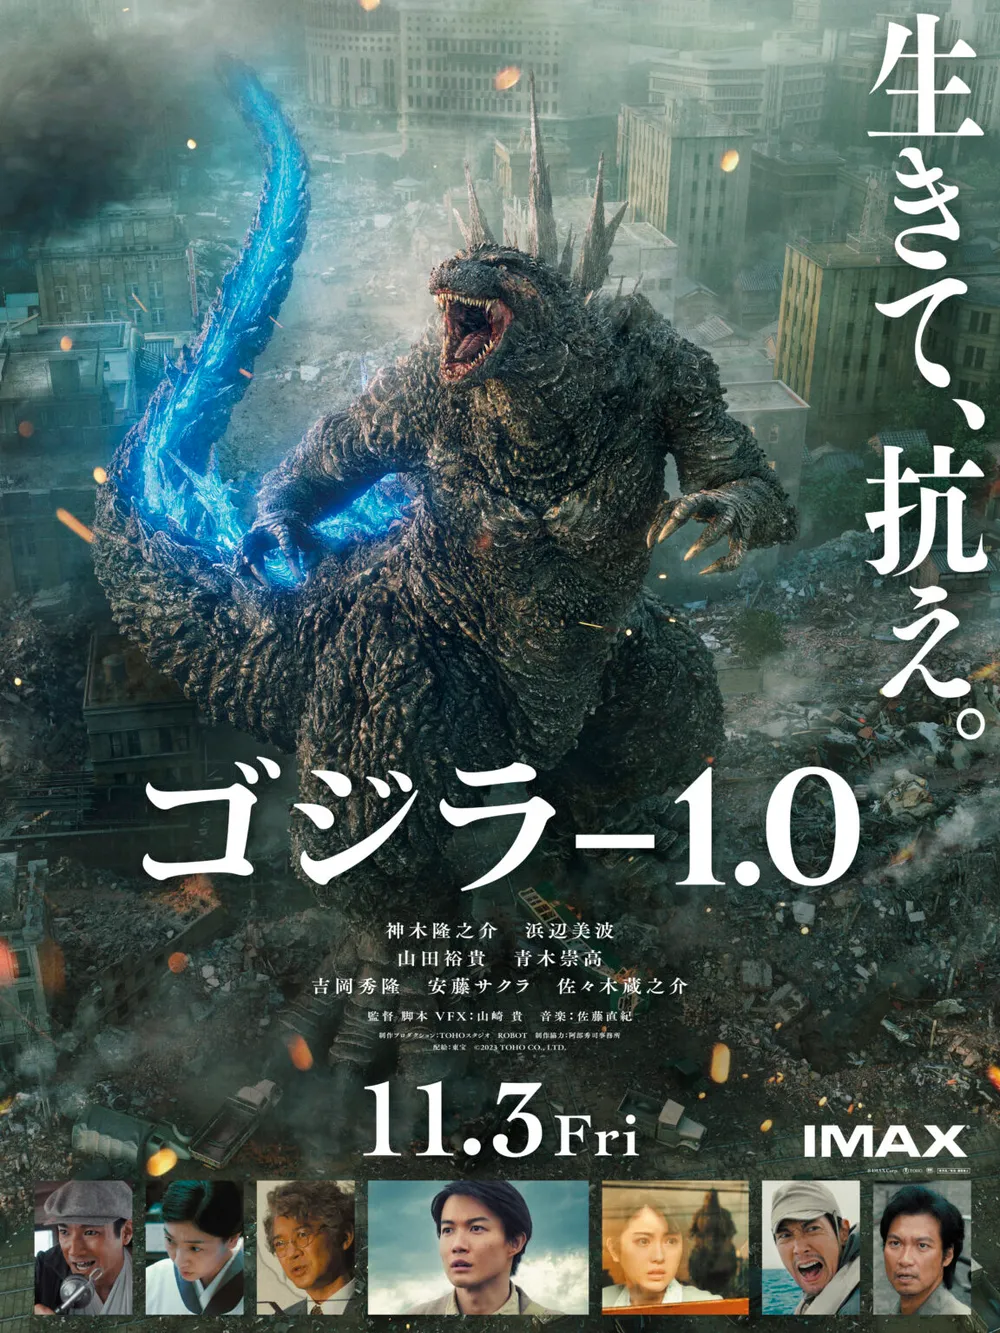 生きて、抗え。
ゴジラ−1.0
神木隆之介　浜辺美波
山田裕貴　青木崇高
吉岡秀隆　安藤サクラ　佐々木蔵之介
監督 脚本 VFX：山崎 貴　音楽：佐藤直紀
制作プロダクション：TOHOスタジオ　ROBOT　制作協力：阿部秀司事務所
配給：東宝　©2023 TOHO CO., LTD.
11.3 Fri
IMAX